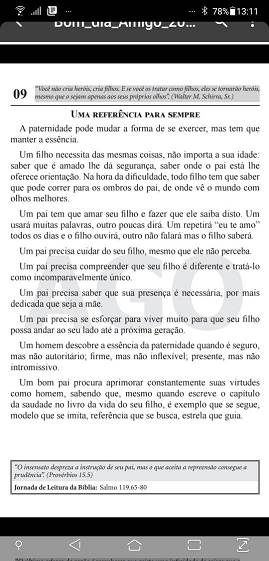 78% 13:11
Bom_dia_Amigo_20...
09
"Você não cria heróis, cria filhos. E se você os tratar como filhos, eles se tornarão heróis,
mesmo que o sejam apenas aos seus próprios olhos". (Walter M. Schirra, Sr.)
UMA REFERÊNCIA PARA SEMPRE
A paternidade pode mudar a forma de se exercer, mas tem que
manter a essência.
Um filho necessita das mesmas coisas, não importa a sua idade:
saber que é amado lhe dá segurança, saber onde o pai está lhe
oferece orientação. Na hora da dificuldade, todo filho tem que saber
que pode correr para os ombros do pai, de onde vê o mundo com
olhos melhores.
Um pai tem que amar seu filho e fazer que ele saiba disto. Um
usará muitas palavras, outro poucas dirá. Um repetirá "eu te amo"
todos os dias e o filho ouvirá, outro não falará mas o filho saberá.
Um pai precisa cuidar do seu filho, mesmo que ele não perceba.
Um pai precisa compreender que seu filho é diferente e tratá-lo
como incomparavelmente único.
Um pai precisa saber que sua presença é necessária, por mais
dedicada que seja a mãe.
Um pai precisa se esforçar para viver muito para que seu filho
possa andar ao seu lado até a próxima geração.
Um homem descobre a essência da paternidade quando é seguro,
mas não autoritário; firme, mas não inflexível; presente, mas não
intromissivo.
Um bom pai procura aprimorar constantemente suas virtudes
como homem, sabendo que, mesmo quando escreve o capítulo
da saudade no livro da vida do seu filho, é exemplo que se segue,
modelo que se imita, referência que se busca, estrela que guia.
"O insensato despreza a instrução de seu pai, mas o que aceita a repreensão consegue a
prudência". (Provérbios 15.5)
Jornada de Leitura da Bíblia: Salmo 119.65-80